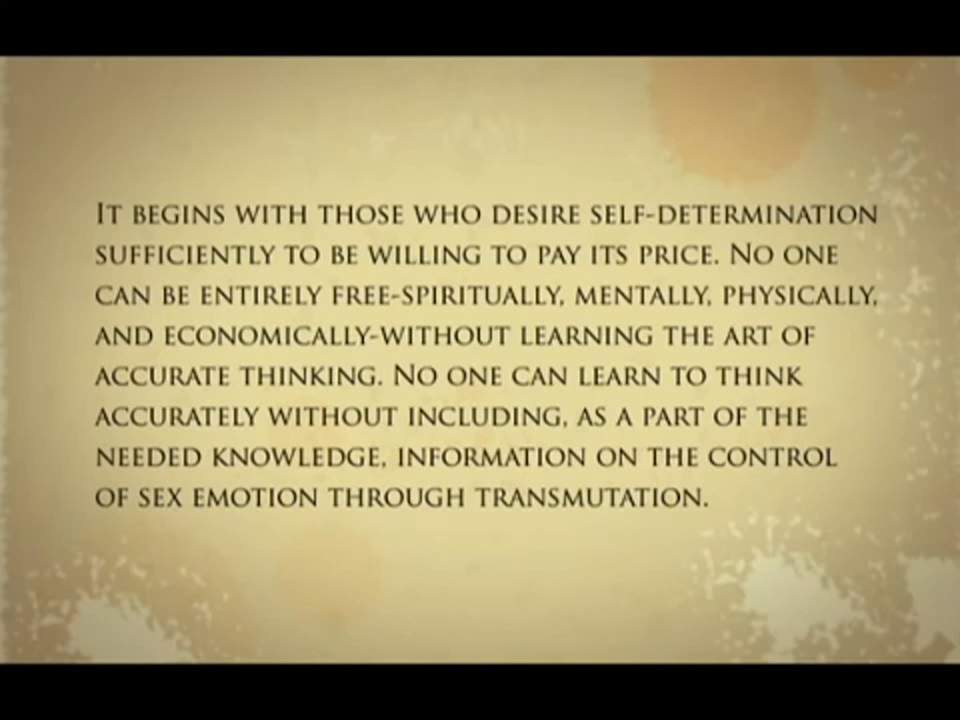 It begins with those who desire self-determination
sufficiently to be willing to pay its price. No one
can be entirely free-spiritually, mentally, physically,
and economically-without learning the art of
accurate thinking. No one can learn to think
accurately without including, as a part of the
needed knowledge, information on the control
of sex emotion through transmutation.